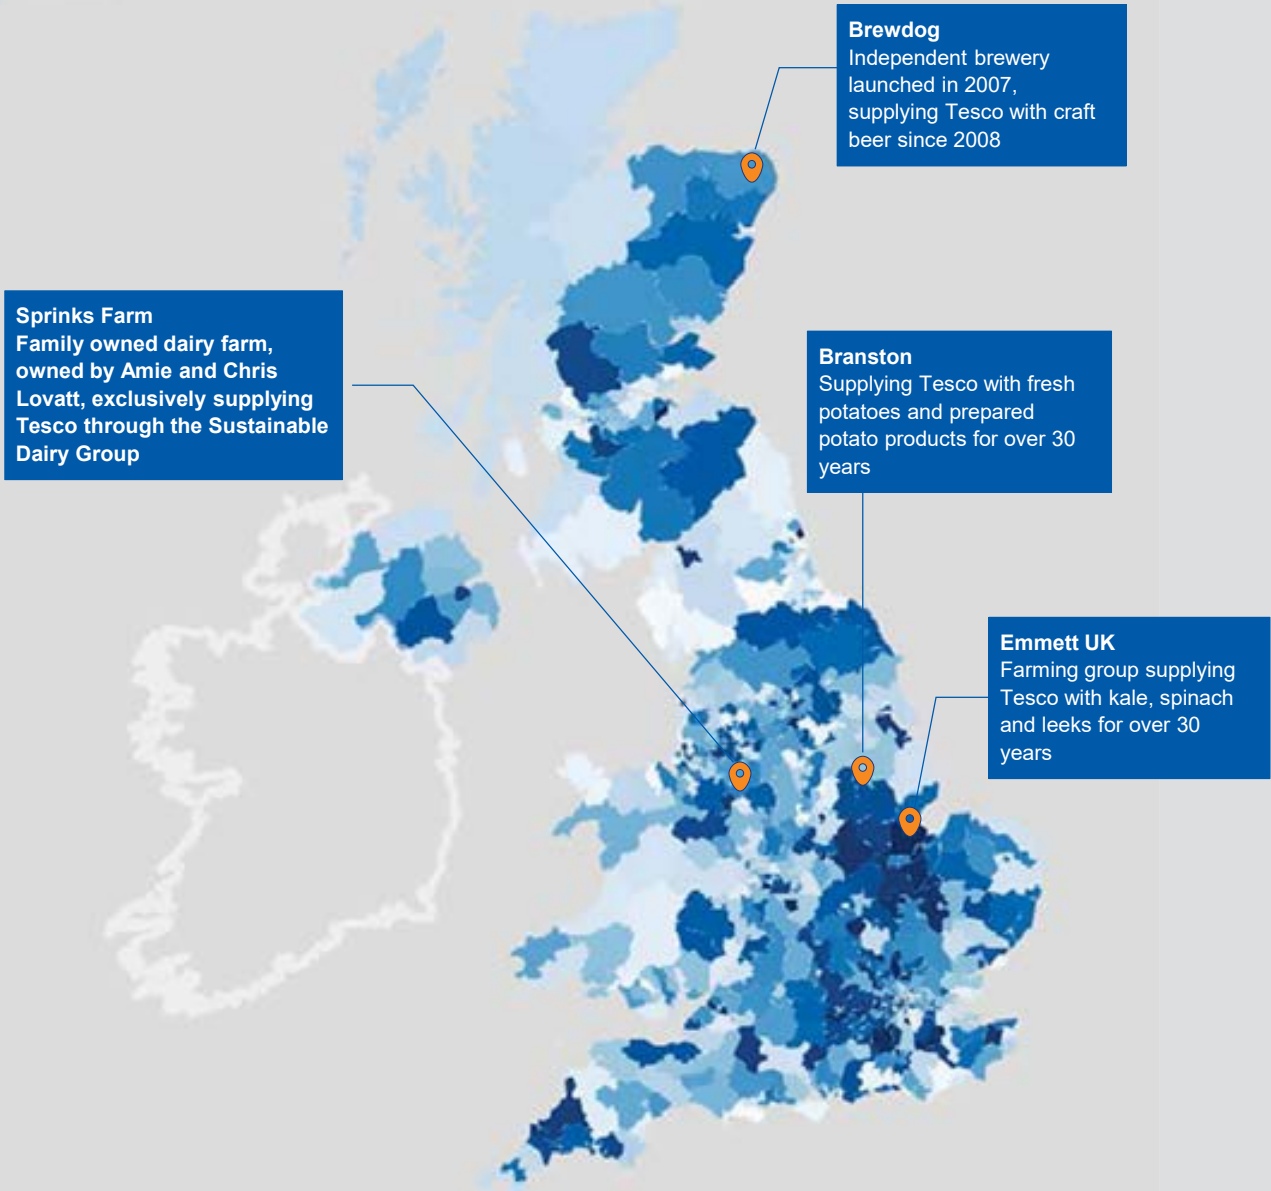 Brewdog
Independent brewery
launched in 2007,
supplying Tesco with craft
beer since 2008
Sprinks Farm
Family owned dairy farm,
owned by Amie and Chris
Lovatt, exclusively supplying
Tesco through the Sustainable
Dairy Group
Branston
Supplying Tesco with fresh
potatoes and prepared
potato products for over 30
years
Emmett UK
Farming group supplying
Tesco with kale, spinach
and leeks for over 30
years